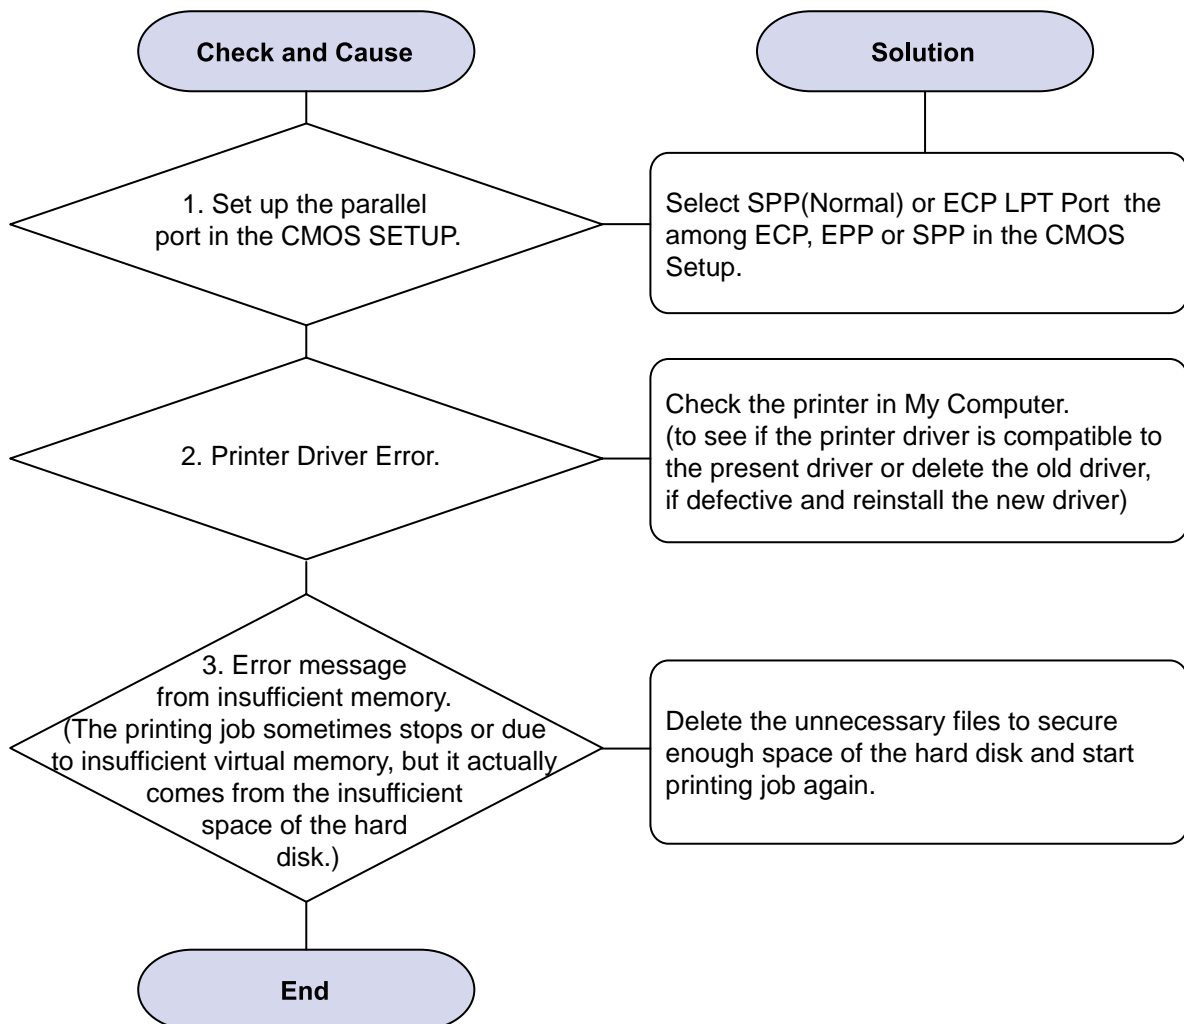 Check and Cause
Solution
1. Set up the parallel
port in the CMOS SETUP.
Select SPP(Normal) or ECP LPT Port  the
among ECP, EPP or SPP in the CMOS
Setup.
2. Printer Driver Error.
Check the printer in My Computer.
(to see if the printer driver is compatible to
the present driver or delete the old driver,
if defective and reinstall the new driver)
3. Error message
from insufficient memory.
(The printing job sometimes stops or due
to insufficient virtual memory, but it actually
comes from the insufficient
space of the hard
disk.)
Delete the unnecessary files to secure
enough space of the hard disk and start
printing job again.
End